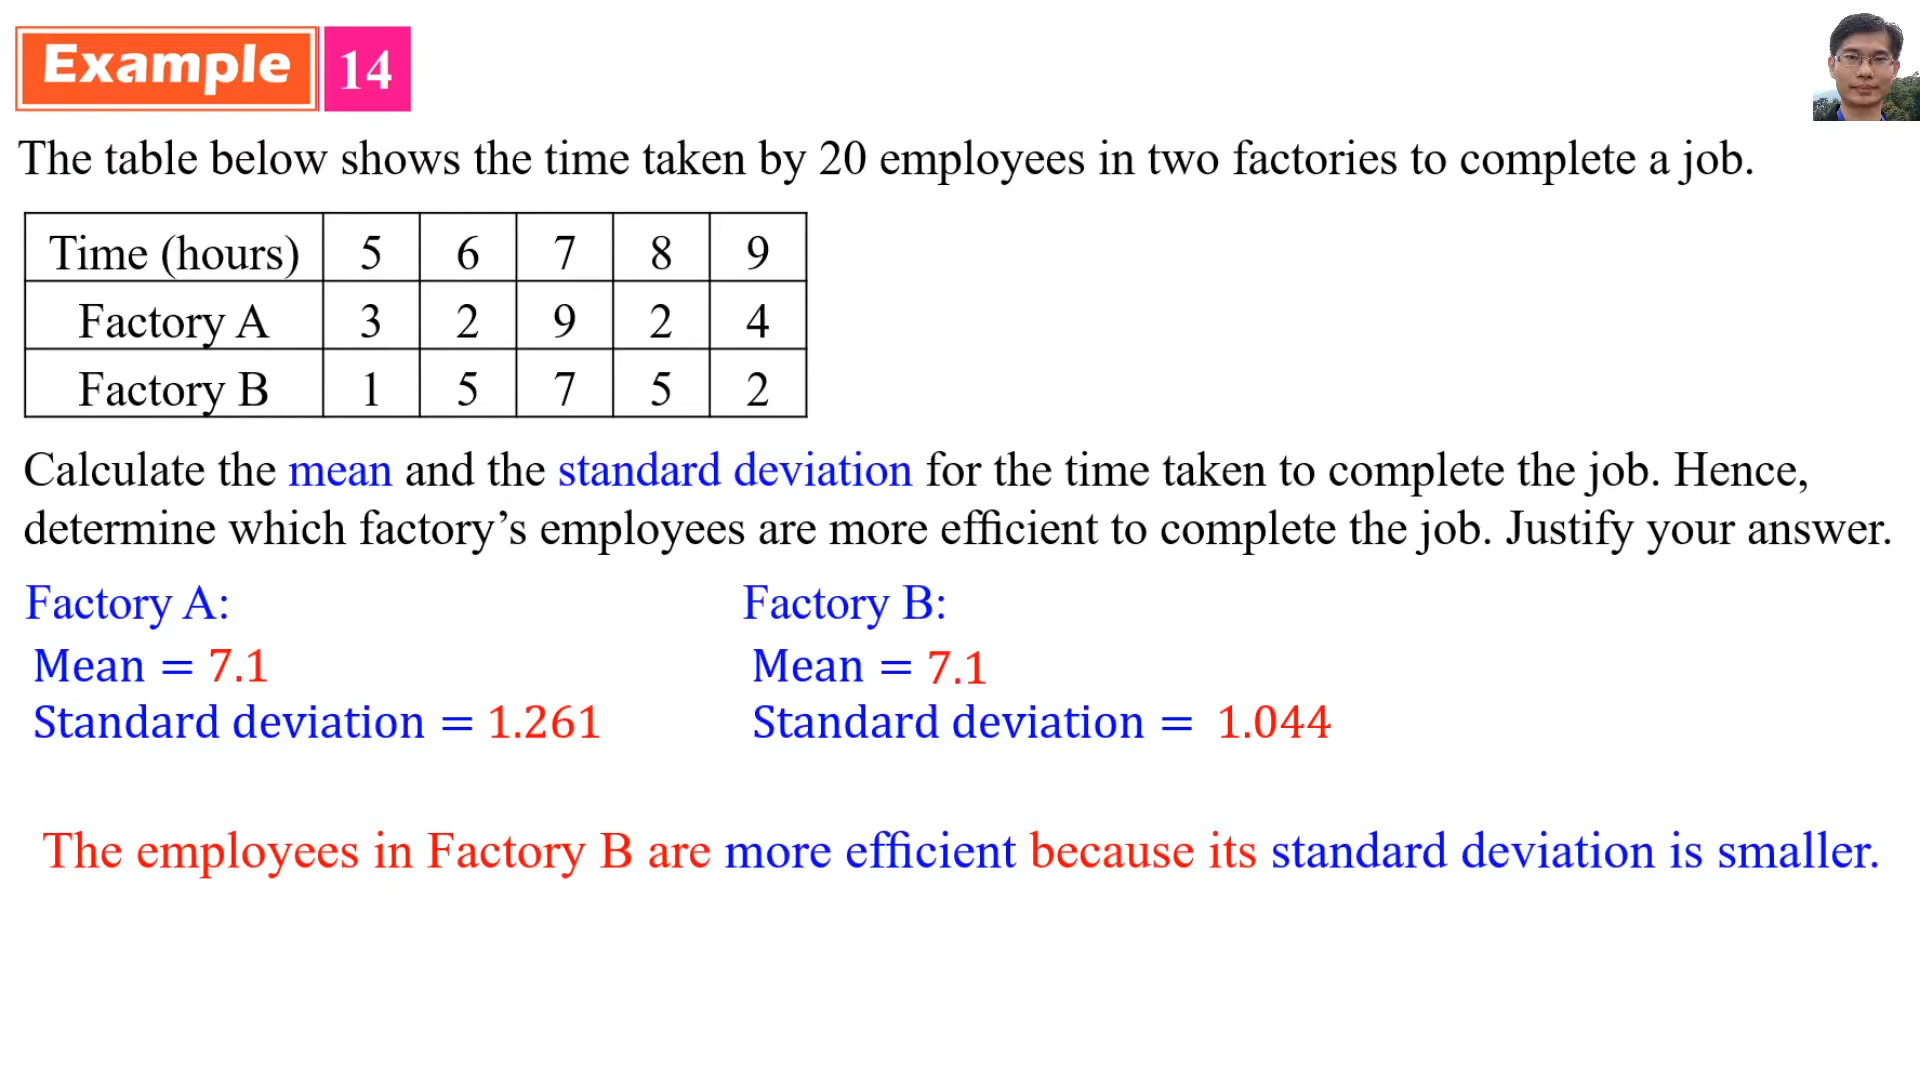 Example 14
The table below shows the time taken by 20 employees in two factories to complete a job.
Time (hours) 5 6 7 8 9
Factory A 3 2 9 2 4
Factory B 1 5 7 5 2
Calculate the mean and the standard deviation for the time taken to complete the job. Hence,
determine which factory’s employees are more efficient to complete the job. Justify your answer.
Factory A: Factory B:
Mean = 7.1 Mean = 7.1
Standard deviation = 1.261 Standard deviation = 1.044
The employees in Factory B are more efficient because its standard deviation is smaller.